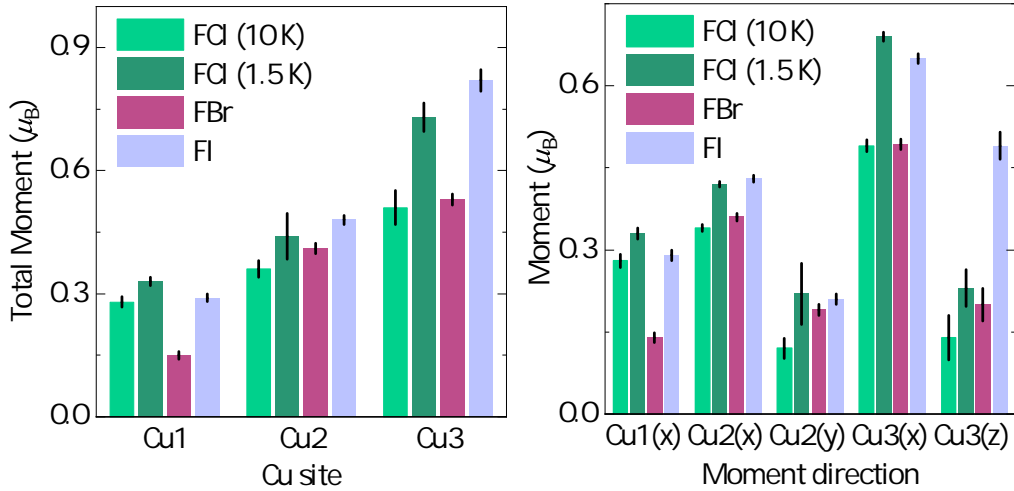 Total Moment (μB)
0.9
0.6
0.3
0.0
FCl (10 K)
FCl (1.5 K)
FBr
FI
Cu1
Cu2
Cu3
Cu site
Moment (μB)
0.6
0.3
0.0
FCl (10 K)
FCl (1.5 K)
FBr
FI
Cu1(x) Cu2(x) Cu2(y) Cu3(x) Cu3(z)
Moment direction